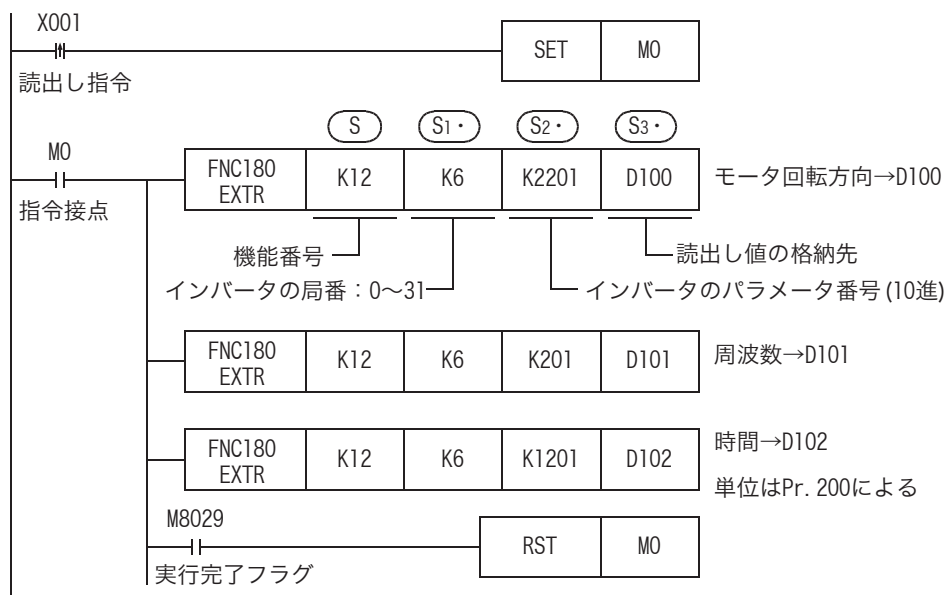 X001
SET M0
読出し指令
S S1・ S2・ S3・
M0
FNC180 EXTR K12 K6 K2201 D100 モータ回転方向→D100
指令接点
機能番号 読出し値の格納先
インバータの局番：0～31 インバータのパラメータ番号(10進)
FNC180 EXTR K12 K6 K201 D101 周波数→D101
FNC180 EXTR K12 K6 K1201 D102 時間→D102
単位はPr. 200による
M8029
RST M0
実行完了フラグ